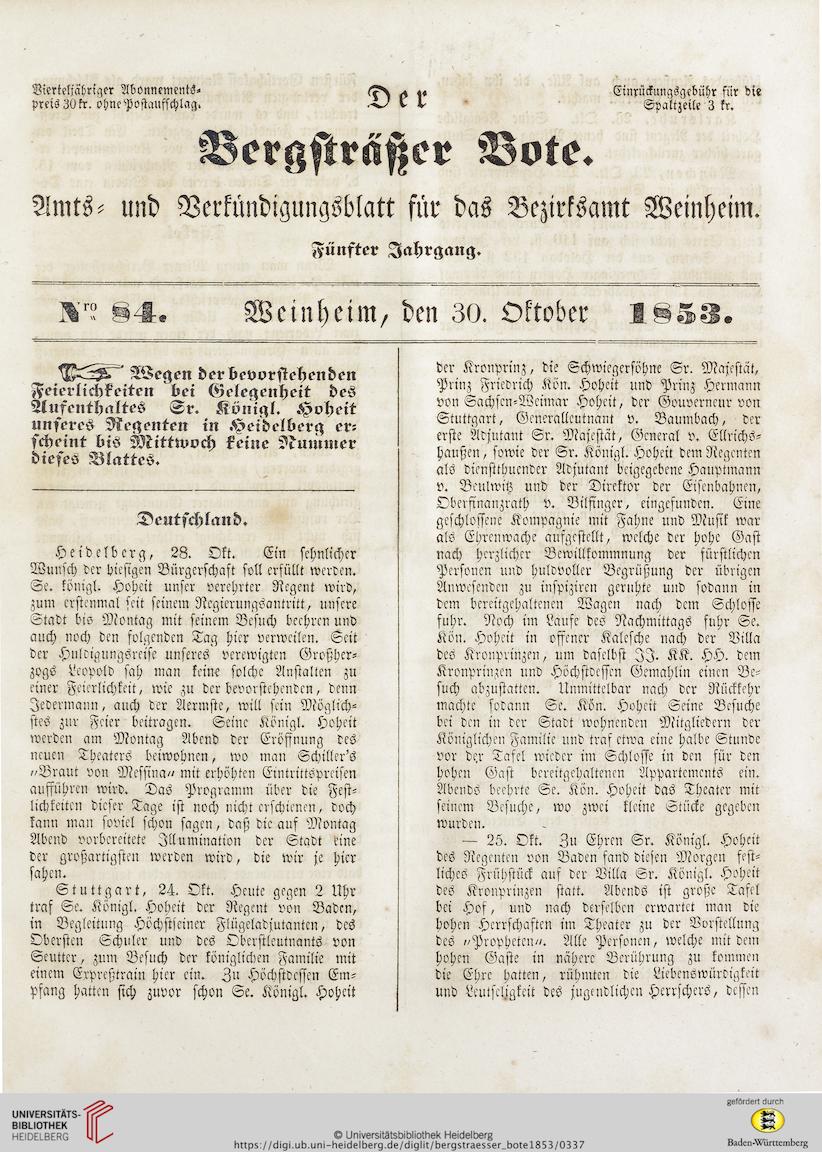 Vierteljähriger Abonnements-
preis 30 kr. ohne Postaufschlag.
Der
Einrückungsgebühr für die
Spaltzeile 3 kr.
Bergsträßer Bote.
Amts- und Verkündigungsblatt für das Bezirksamt Weinheim.
Fünfter Jahrgang.
Nro 84. Weinheim, den 30. Oktober 1853.
☞ Wegen der bevorstehenden
Feierlichkeiten bei Gelegenheit des
Aufenthaltes Sr. Königl. Hoheit
unseres Regenten in Heidelberg er-
scheint bis Mittwoch keine Nummer
dieses Blattes.
Deutschland.
Heidelberg, 28. Okt. Ein sehnlicher
Wunsch der hiesigen Bürgerschaft soll erfüllt werden.
Se. königl. Hoheit unser verehrter Regent wird,
zum erstenmal seit seinem Regierungsantritt, unsere
Stadt bis Montag mit seinem Besuch beehren und
auch noch den folgenden Tag hier verweilen. Seit
der Huldigungsreise unseres verewigten Großher-
zogs Leopold sah man keine solche Anstalten zu
einer Feierlichkeit, wie zu der bevorstehenden, denn
Jedermann, auch der Aermste, will sein Möglich-
stes zur Feier beitragen. Seine Königl. Hoheit
werden am Montag Abend der Eröffnung des
neuen Theaters beiwohnen, wo man Schiller's
„Braut von Messina" mit erhöhten Eintrittspreisen
aufführen wird. Das Programm über die Fest-
lichkeiten dieser Tage ist noch nicht erschienen, doch
kann man soviel schon sagen, daß die auf Montag
Abend vorbereitete Illumination der Stadt eine
der großartigsten werden wird, die wir je hier
sahen.
Stuttgart, 24. Okt. Heute gegen 2 Uhr
traf Se. Königl. Hoheit der Regent von Baden,
in Begleitung Höchstseiner Flügeladjutanten, des
Obersten Schuler und des Oberstleutnants von
Seutter, zum Besuch der königlichen Familie mit
einem Expreßtrain hier ein. Zu Höchstdessen Em-
pfang hatten sich zuvor schon Se. Königl. Hoheit
der Kronprinz, die Schwiegersöhne Sr. Majestät,
Prinz Friedrich Kön. Hoheit und Prinz Hermann
von Sachsen-Weimar Hoheit, der Gouverneur von
Stuttgart, Generalleutnant v. Baumbach, der
erste Adjutant Sr. Majestät, General v. Ellrichs-
haußen, sowie der Sr. Königl. Hoheit dem Regenten
als dienstthuender Adjutant beigegebene Hauptmann
v. Beulwitz und der Direktor der Eisenbahnen,
Oberfinanzrath v. Bilfinger, eingefunden. Eine
geschlossene Kompagnie mit Fahne und Musik war
als Ehrenwache aufgestellt, welche der hohe Gast
nach herzlicher Bewillkommnung der fürstlichen
Personen und huldvoller Begrüßung der übrigen
Anwesenden zu inspiziren geruhte und sodann in
dem bereitgehaltenen Wagen nach dem Schlosse
fuhr. Noch im Laufe des Nachmittags fuhr Se.
Kön. Hoheit in offener Kalesche nach der Villa
des Kronprinzen, um daselbst JJ. KK. HH. dem
Kronprinzen und Höchstdessen Gemahlin einen Be-
such abzustatten. Unmittelbar nach der Rückkehr
machte sodann Se. Kön. Hoheit Seine Besuche
bei den in der Stadt wohnenden Mitgliedern der
Königlichen Familie und traf etwa eine halbe Stunde
vor der Tafel wieder im Schlosse in den für den
hohen Gast bereitgehaltenen Appartements ein.
Abends beehrte Se. Kön. Hoheit das Theater mit
seinem Besuche, wo zwei kleine Stücke gegeben
wurden.
— 25. Okt. Zu Ehren Sr. Königl. Hoheit
des Regenten von Baden fand diesen Morgen fest-
liches Frühstück auf der Villa Sr. Königl. Hoheit
des Kronprinzen statt. Abends ist große Tafel
bei Hof, und nach derselben erwartet man die
hohen Herrschaften im Theater zu der Vorstellung
des „Propheten". Alle Personen, welche mit dem
hohen Gaste in nähere Berührung zu kommen
die Ehre hatten, rühmten die Liebenswürdigkeit
und Leutseligkeit des jugendlichen Herrschers, dessen
UNIVERSITÄTS-
BIBLIOTHEK
HEIDELBERG
© Universitätsbibliothek Heidelberg
https://digi.ub.uni-heidelberg.de/diglit/bergstraesser_bote1853/0337
gefördert durch
Baden-Württemberg